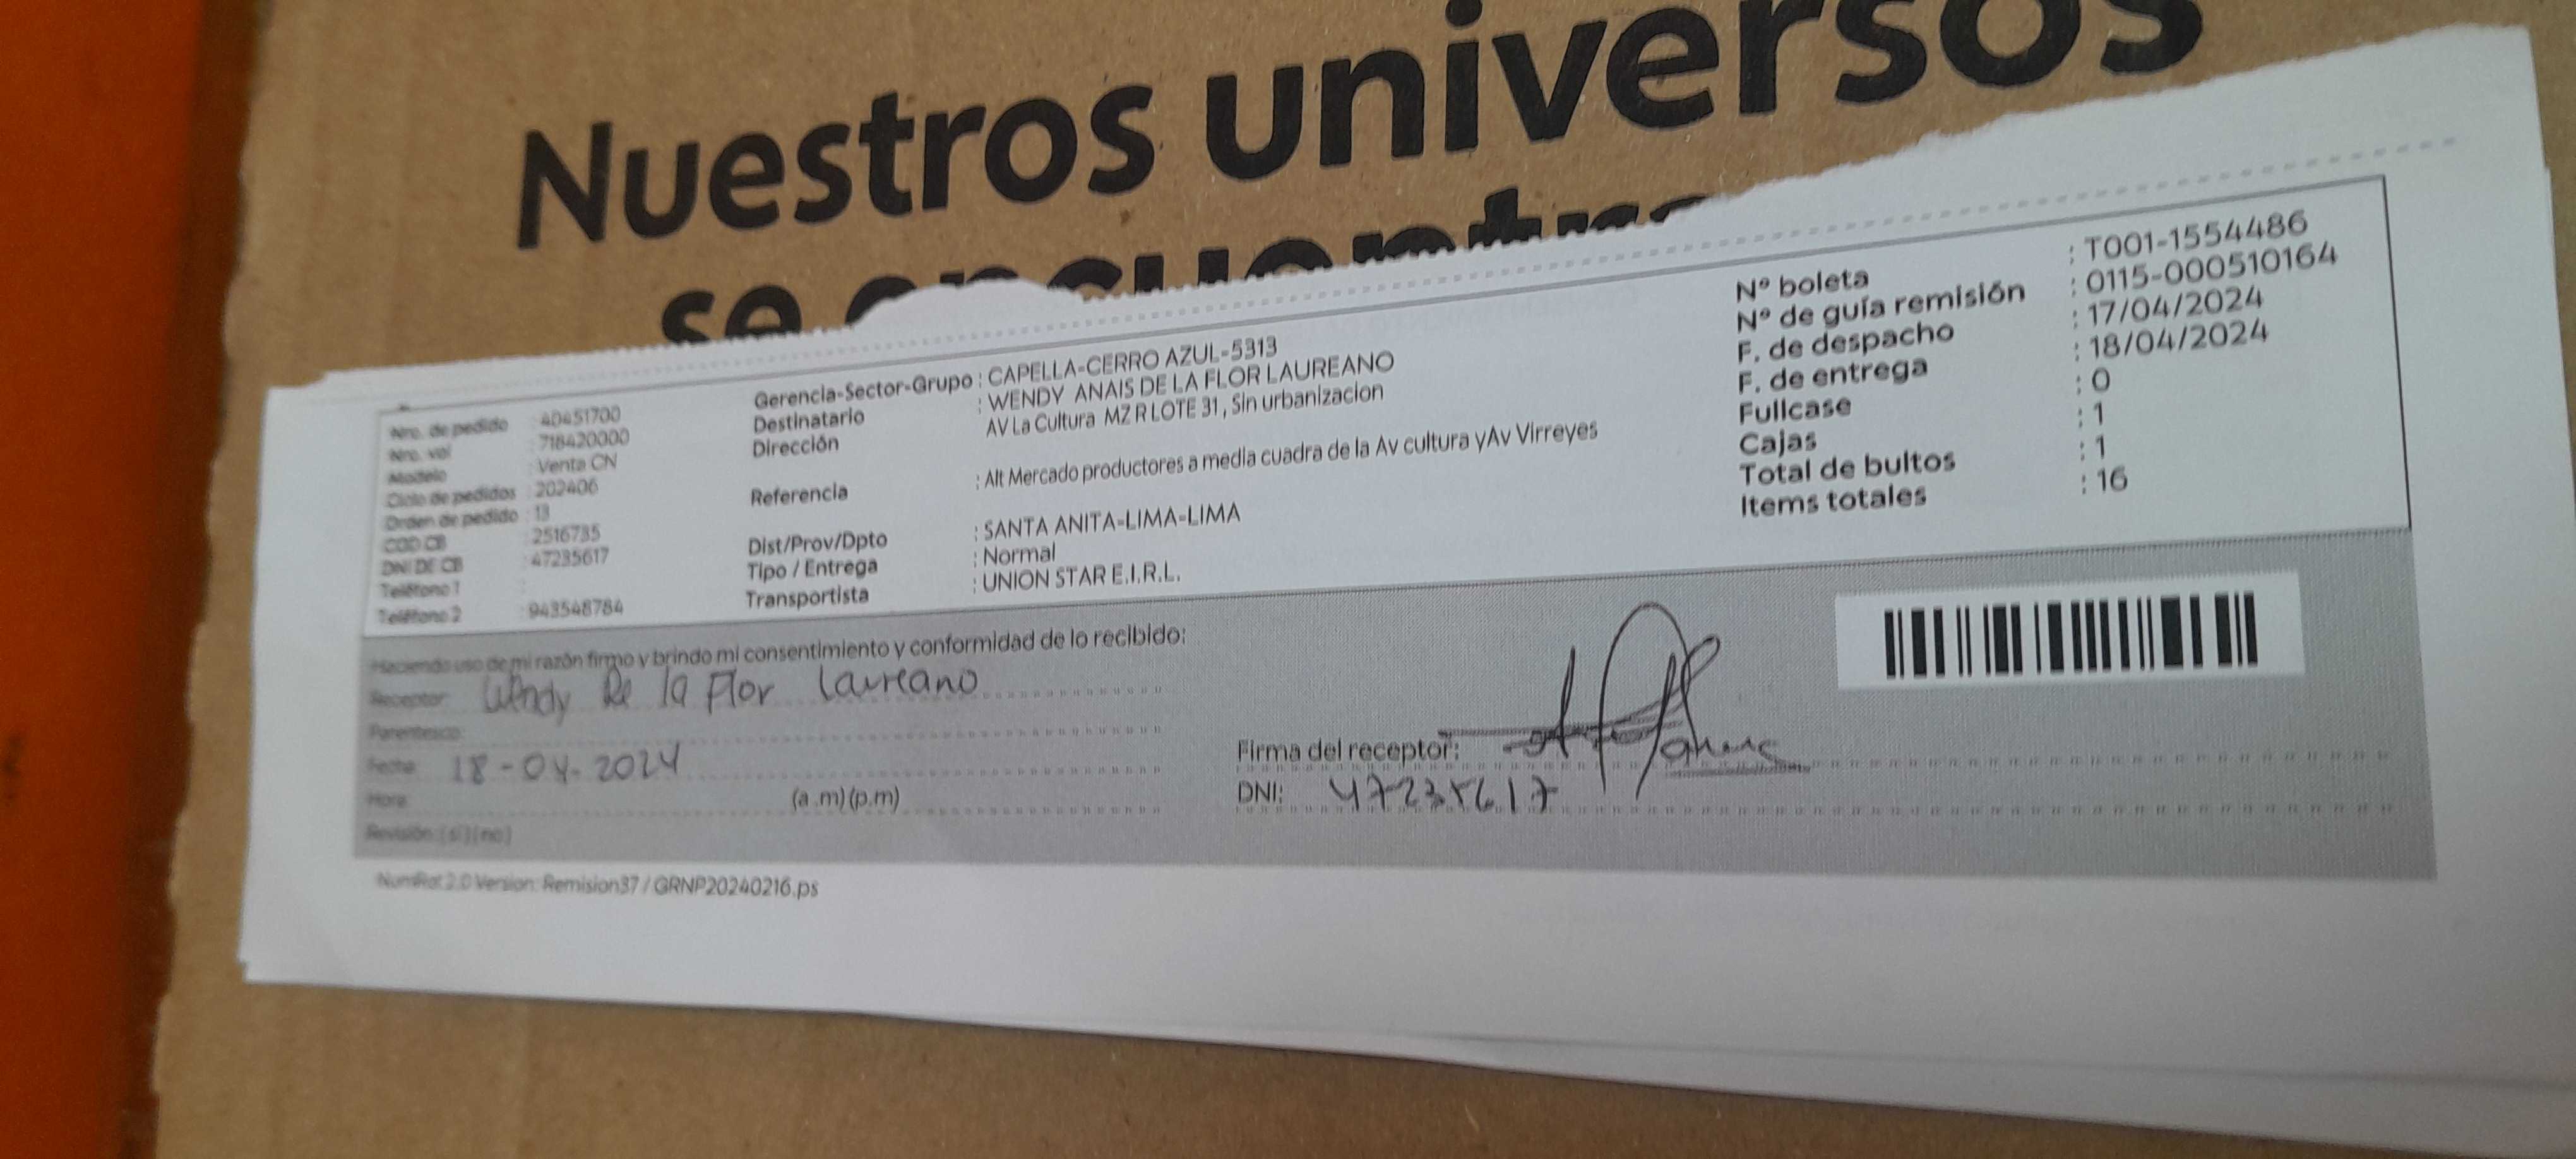 Nuestros universos
se encuentra
Nro. de pedido : 40451700
Nro. vol : 718420000
Modelo : Venta CN
Ciclo de pedidos : 202406
Orden de pedido : 13
COD CB : 2516735
DNI DE CB : 47235617
Teléfono 1 :
Teléfono 2 : 943548784
Gerencia-Sector-Grupo : CAPELLA-CERRO AZUL-5313
Destinatario : WENDY ANAIS DE LA FLOR LAUREANO
Dirección AV La Cultura MZ R LOTE 31 , Sin urbanizacion
Referencia : Alt Mercado productores a media cuadra de la Av cultura yAv Virreyes
Dist/Prov/Dpto : SANTA ANITA-LIMA-LIMA
Tipo / Entrega : Normal
Transportista : UNION STAR E.I.R.L.
N° boleta : T001-1554486
N° de guía remisión : 0115-000510164
F. de despacho : 17/04/2024
F. de entrega : 18/04/2024
Fullcase : 0
Cajas : 1
Total de bultos : 1
Items totales : 16
Haciendo uso de mi razón firmo y brindo mi consentimiento y conformidad de lo recibido:
Receptor: Wendy De la Flor Laureano
Parentesco:
Fecha: 18-04-2024
Hora: (a.m)(p.m)
Revisión: (si) (no)
Firma del receptor:
DNI: 47235617
NumRot 2.0 Version: Remision37 / GRNP20240216.ps